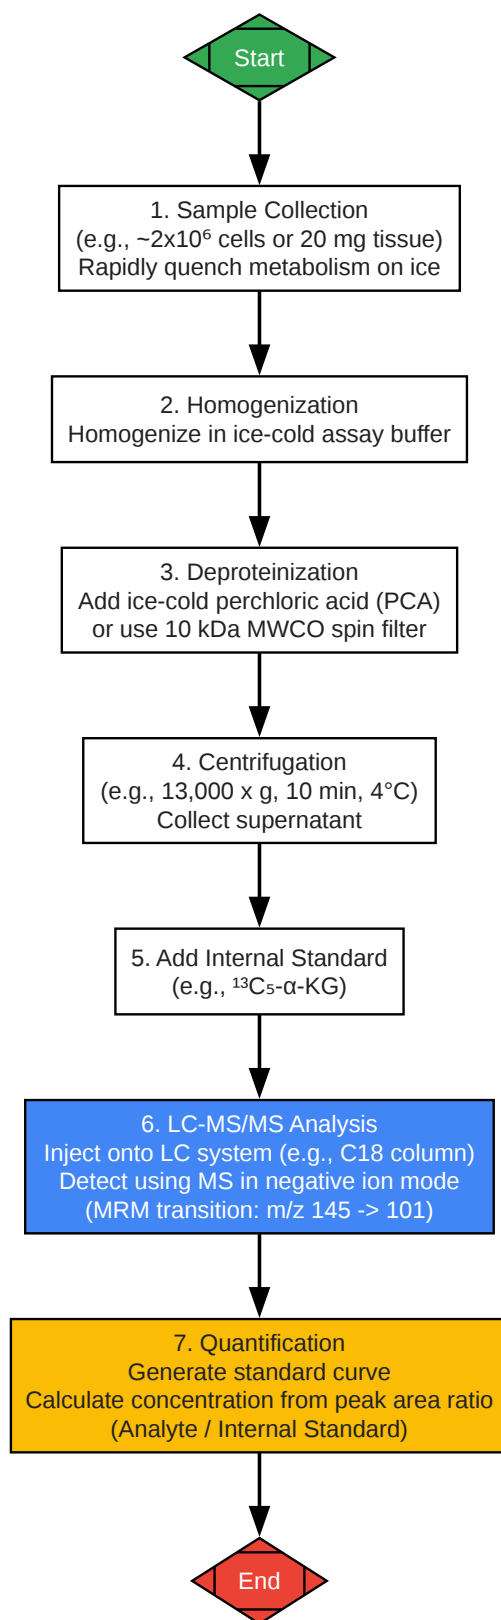 Start
1. Sample Collection
(e.g., ~2x10⁶ cells or 20 mg tissue)
Rapidly quench metabolism on ice
2. Homogenization
Homogenize in ice-cold assay buffer
3. Deproteinization
Add ice-cold perchloric acid (PCA)
or use 10 kDa MWCO spin filter
4. Centrifugation
(e.g., 13,000 x g, 10 min, 4°C)
Collect supernatant
5. Add Internal Standard
(e.g., ¹³C₅-α-KG)
6. LC-MS/MS Analysis
Inject onto LC system (e.g., C18 column)
Detect using MS in negative ion mode
(MRM transition: m/z 145 -> 101)
7. Quantification
Generate standard curve
Calculate concentration from peak area ratio
(Analyte / Internal Standard)
End